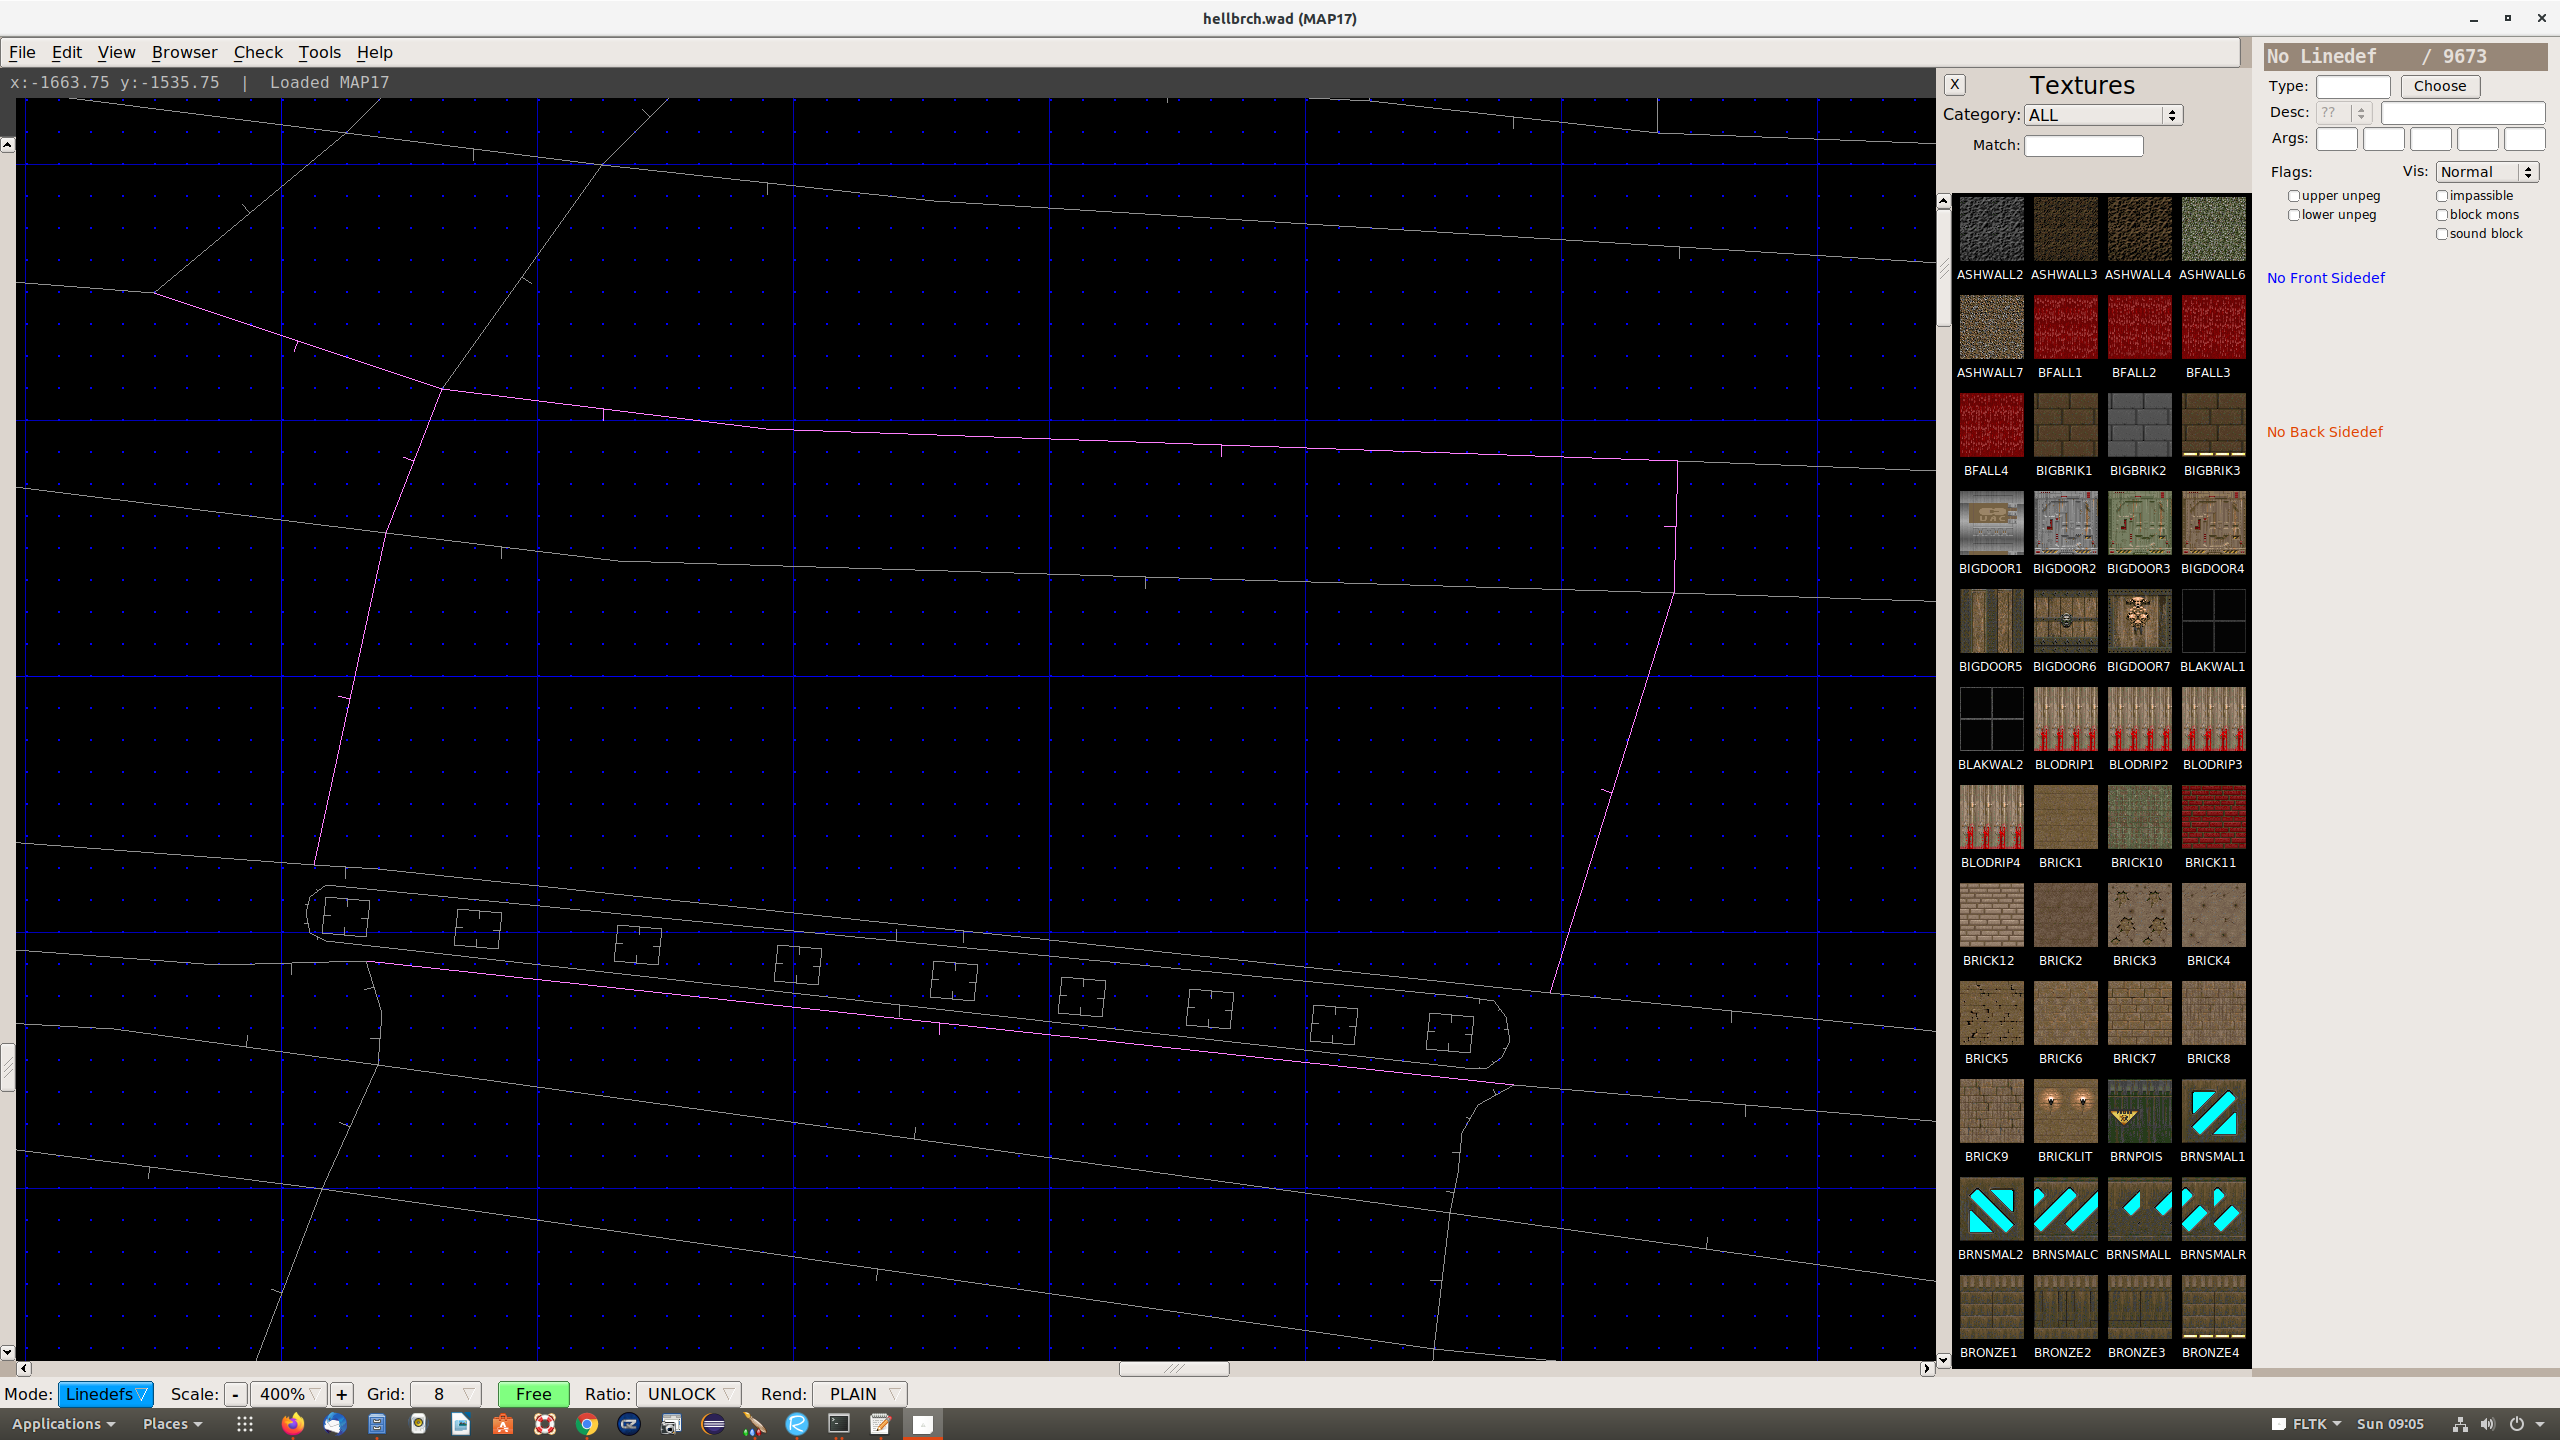 hellbrch.wad (MAP17)
File Edit View Browser Check Tools Help
x:-1663.75 y:-1535.75 | Loaded MAP17
X Textures
Category: ALL
Match:
ASHWALL2 ASHWALL3 ASHWALL4 ASHWALL6
ASHWALL7 BFALL1 BFALL2 BFALL3
BFALL4 BIGBRIK1 BIGBRIK2 BIGBRIK3
BIGDOOR1 BIGDOOR2 BIGDOOR3 BIGDOOR4
BIGDOOR5 BIGDOOR6 BIGDOOR7 BLAKWAL1
BLAKWAL2 BLODRIP1 BLODRIP2 BLODRIP3
BLODRIP4 BRICK1 BRICK10 BRICK11
BRICK12 BRICK2 BRICK3 BRICK4
BRICK5 BRICK6 BRICK7 BRICK8
BRICK9 BRICKLIT BRNPOIS BRNSMAL1
BRNSMAL2 BRNSMALC BRNSMALL BRNSMALR
BRONZE1 BRONZE2 BRONZE3 BRONZE4
No Linedef / 9673
Type: Choose
Desc: ??
Args:
Flags: Vis: Normal
upper unpeg impassible
lower unpeg block mons
sound block
No Front Sidedef
No Back Sidedef
Mode: Linedefs Scale: - 400% + Grid: 8 Free Ratio: UNLOCK Rend: PLAIN
Applications Places FLTK Sun 09:05